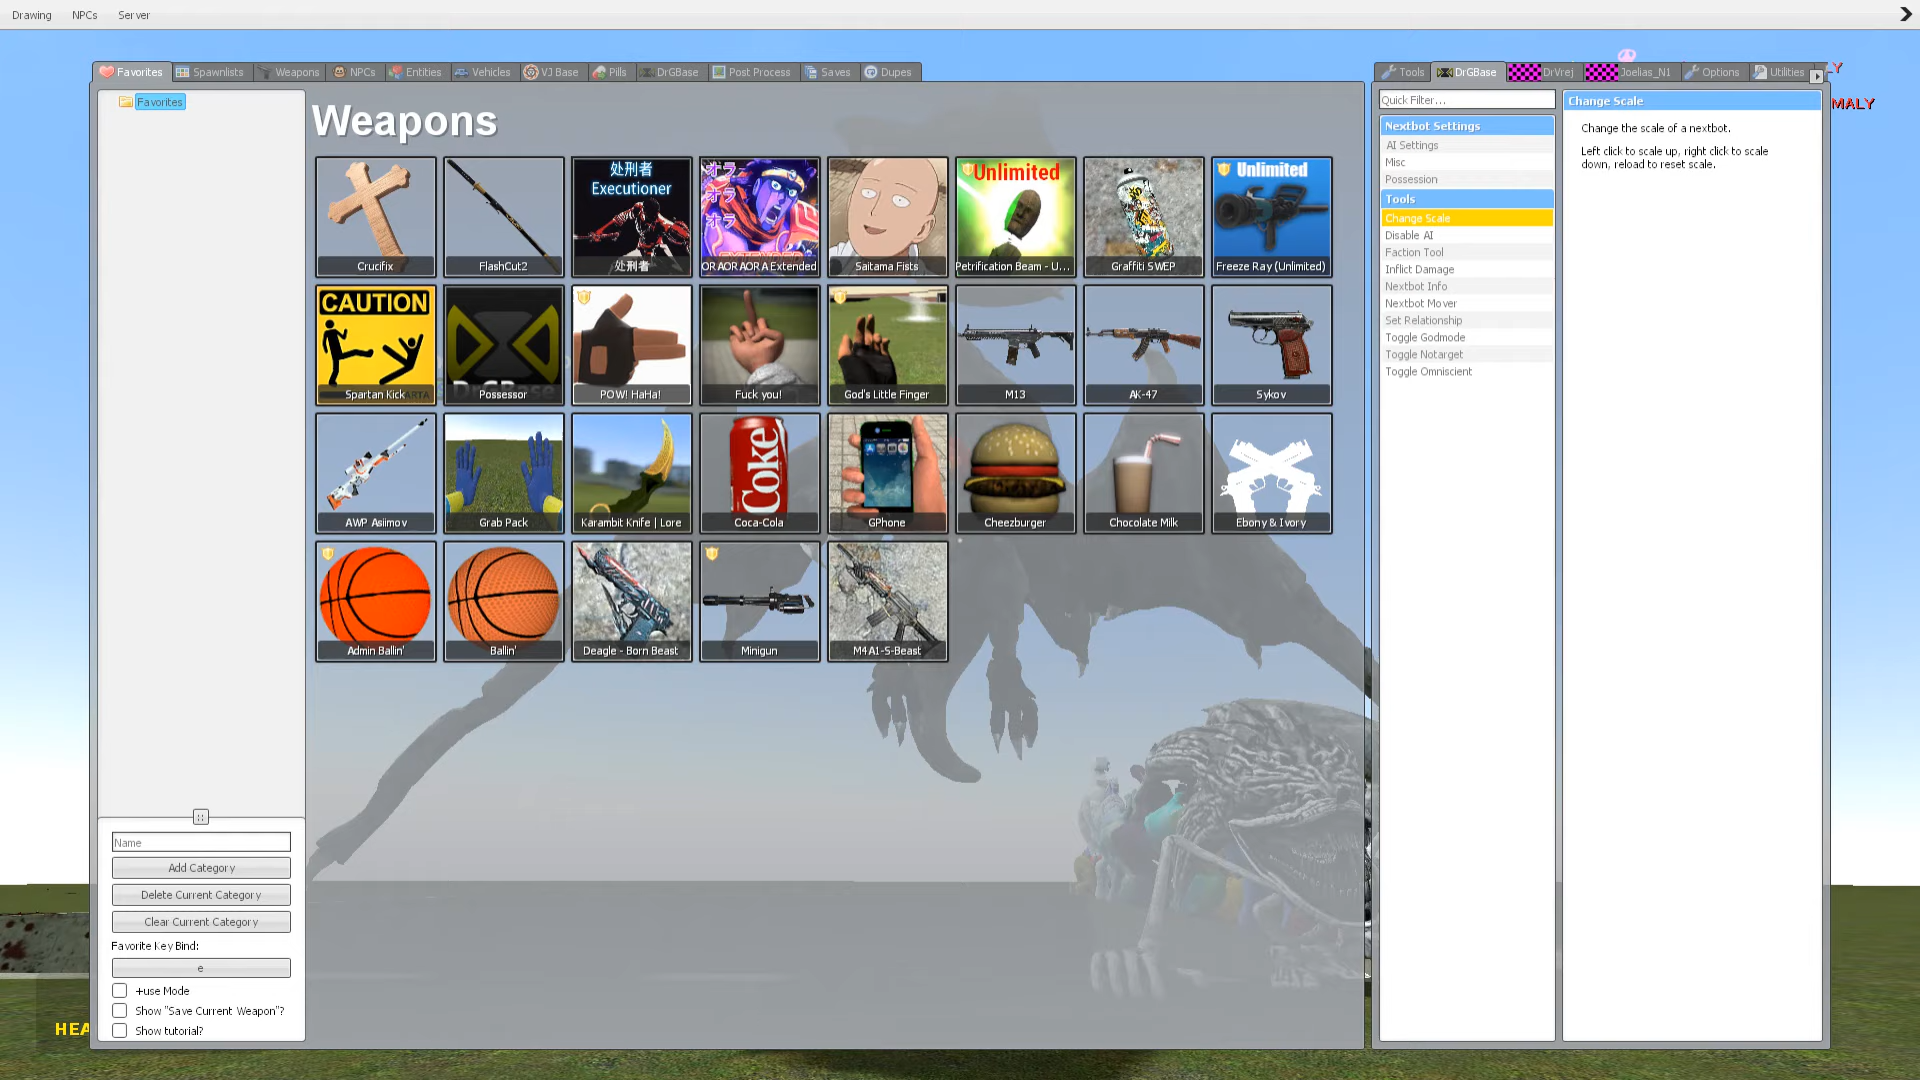 Drawing NPCs Server
Favorites Spawnlists Weapons NPCs Entities Vehicles VJ Base Pills DrGBase Post Process Saves Dupes
Tools DrGBase DrVrej Joelias_N1 Options Utilities
MALY
Favorites
Weapons
Crucifix
FlashCut2
处刑者
Executioner
处刑者
オラ
オラ
オラ
ORAORAORA Extended
Saitama Fists
Unlimited
Petrification Beam - U...
Graffiti SWEP
Unlimited
Freeze Ray (Unlimited)
CAUTION
Spartan Kick
Possessor
POW! HaHa!
Fuck you!
God's Little Finger
M13
AK-47
Sykov
AWP Asiimov
Grab Pack
Karambit Knife | Lore
Coke
Coca-Cola
GPhone
Cheezburger
Chocolate Milk
Ebony & Ivory
Admin Ballin'
Ballin'
Deagle - Born Beast
Minigun
M4A1-S-Beast
Name
Add Category
Delete Current Category
Clear Current Category
Favorite Key Bind:
e
+use Mode
Show "Save Current Weapon"?
Show tutorial?
HEA
Quick Filter...
Nextbot Settings
AI Settings
Misc
Possession
Tools
Change Scale
Disable AI
Faction Tool
Inflict Damage
Nextbot Info
Nextbot Mover
Set Relationship
Toggle Godmode
Toggle Notarget
Toggle Omniscient
Change Scale
Change the scale of a nextbot.
Left click to scale up, right click to scale
down, reload to reset scale.